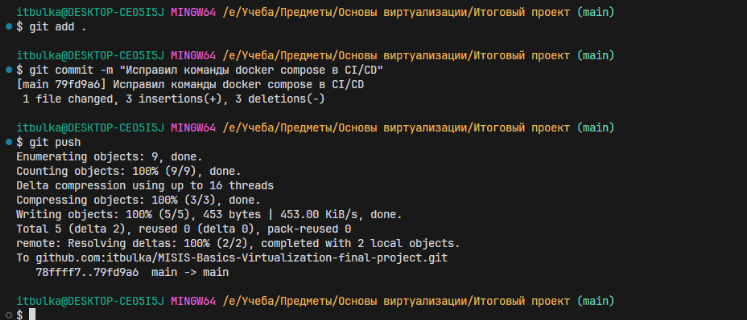 itbulka@DESKTOP-CEO5I5J MINGW64 /e/Учеба/Предметы/Основы виртуализации/Итоговый проект (main)
$ git add .
itbulka@DESKTOP-CEO5I5J MINGW64 /e/Учеба/Предметы/Основы виртуализации/Итоговый проект (main)
$ git commit -m "Исправил команды docker compose в CI/CD"
[main 79fd9a6] Исправил команды docker compose в CI/CD
1 file changed, 3 insertions(+), 3 deletions(-)
itbulka@DESKTOP-CEO5I5J MINGW64 /e/Учеба/Предметы/Основы виртуализации/Итоговый проект (main)
$ git push
Enumerating objects: 9, done.
Counting objects: 100% (9/9), done.
Delta compression using up to 16 threads
Compressing objects: 100% (3/3), done.
Writing objects: 100% (5/5), 453 bytes | 453.00 KiB/s, done.
Total 5 (delta 2), reused 0 (delta 0), pack-reused 0
remote: Resolving deltas: 100% (2/2), completed with 2 local objects.
To github.com:itbulka/MISIS-Basics-Virtualization-final-project.git
78ffff7..79fd9a6 main -> main
itbulka@DESKTOP-CEO5I5J MINGW64 /e/Учеба/Предметы/Основы виртуализации/Итоговый проект (main)
$